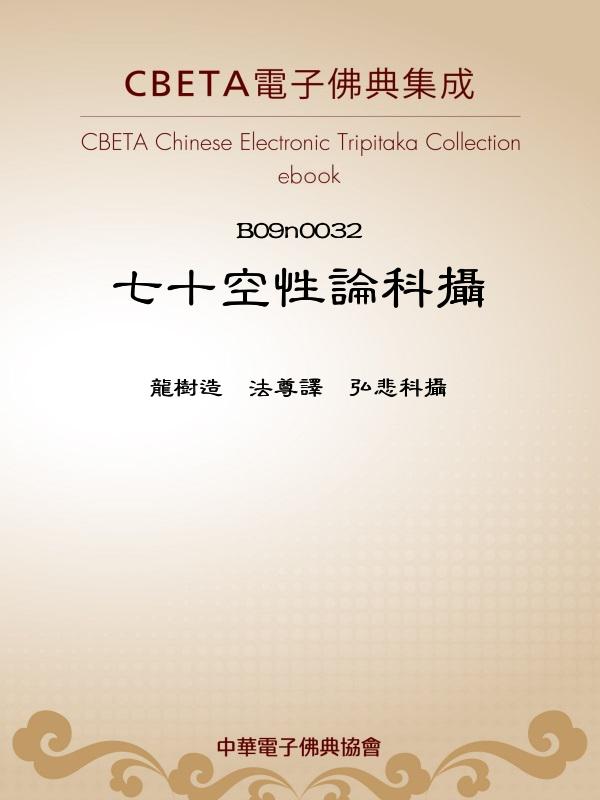 CBETA電子佛典集成
CBETA Chinese Electronic Tripitaka Collection
ebook
B09n0032
七十空性論科攝
龍樹造　法尊譯　弘悲科攝
中華電子佛典協會